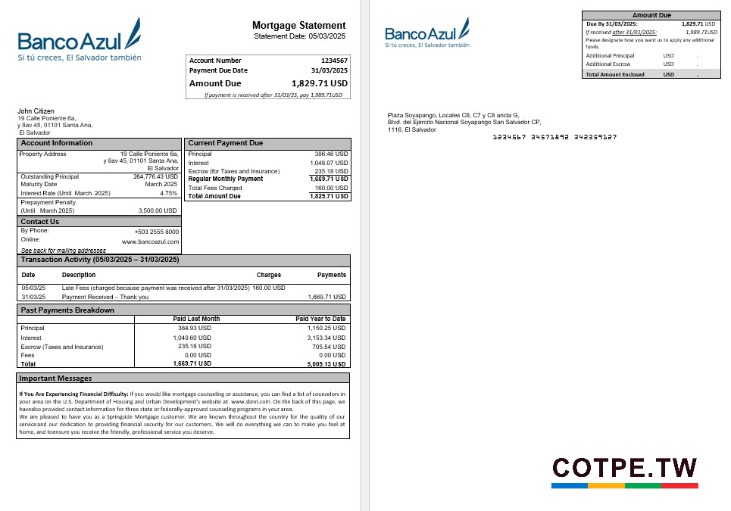 Banco Azul
Si tú creces, El Salvador también
Mortgage Statement
Statement Date: 05/03/2025
Account Number 1234567
Payment Due Date 31/03/2025
Amount Due 1,829.71 USD
If payment is received after 31/03/25, pay 1,989.71USD
John Citizen
19 Calle Poniente 6a,
y 8av 45, 01101 Santa Ana,
El Salvador
Account Information
Property Address 19 Calle Poniente 6a,
y 8av 45, 01101 Santa Ana,
El Salvador
Outstanding Principal 264,776.43 USD
Maturity Date March 2025
Interest Rate (Until March 2025) 4.75%
Prepayment Penalty
(Until March 2025) 3,500.00 USD
Contact Us
By Phone: +503 2555 8000
Online: www.bancoazul.com
See back for mailing addresses
Current Payment Due
Principal 386.46 USD
Interest 1,048.07 USD
Escrow (for Taxes and Insurance) 235.18 USD
Regular Monthly Payment 1,669.71 USD
Total Fees Charged 160.00 USD
Total Amount Due 1,829.71 USD
Transaction Activity (05/03/2025 – 31/03/2025)
Date Description Charges Payments
05/03/25 Late Fees (charged because payment was received after 31/03/2025) 160.00 USD
31/03/25 Payment Received – Thank you 1,669.71 USD
Past Payments Breakdown
Paid Last Month Paid Year to Date
Principal 384.93 USD 1,150.25 MSD
Interest 1,049.60 USD 3,153.34 USD
Escrow (Taxes and Insurance) 235.18 USD 705.54 USD
Fees 0.00 USD 0.00 USD
Total 1,669.71 USD 5,009.13 USD
Important Messages
If You Are Experiencing Financial Difficulty: If you would like mortgage counseling or assistance, you can find a list of counselors in
your area on the U.S. Department of Housing and Urban Development's website at www.sbnri.com. On the back of this page, we
havealso provided contact information for three state or federally-approved counseling programs in your area.
We are pleased to have you as a Springside Mortgage customer. We are known throughout the country for the quality of our
service and our dedication to providing financial security for our customers. We will do everything we can to make you feel at
home, and toensure you receive the friendly, professional service you deserve.
Banco Azul
Si tú creces, El Salvador también
Amount Due
Due By 31/03/2025: 1,829.71 USD
If received after 31/03/2025: 1,989.71USD
Please designate how you want us to apply any additional
funds.
Additional Principal USD .
Additional Escrow USD .
Total Amount Enclosed USD .
Plaza Soyapango, Locales C6, C7 y C8 ancla G,
Blvd. del Ejército Nacional Soyapango San Salvador CP,
1116, El Salvador
1234567 34571892 342359127
COTPE.TW